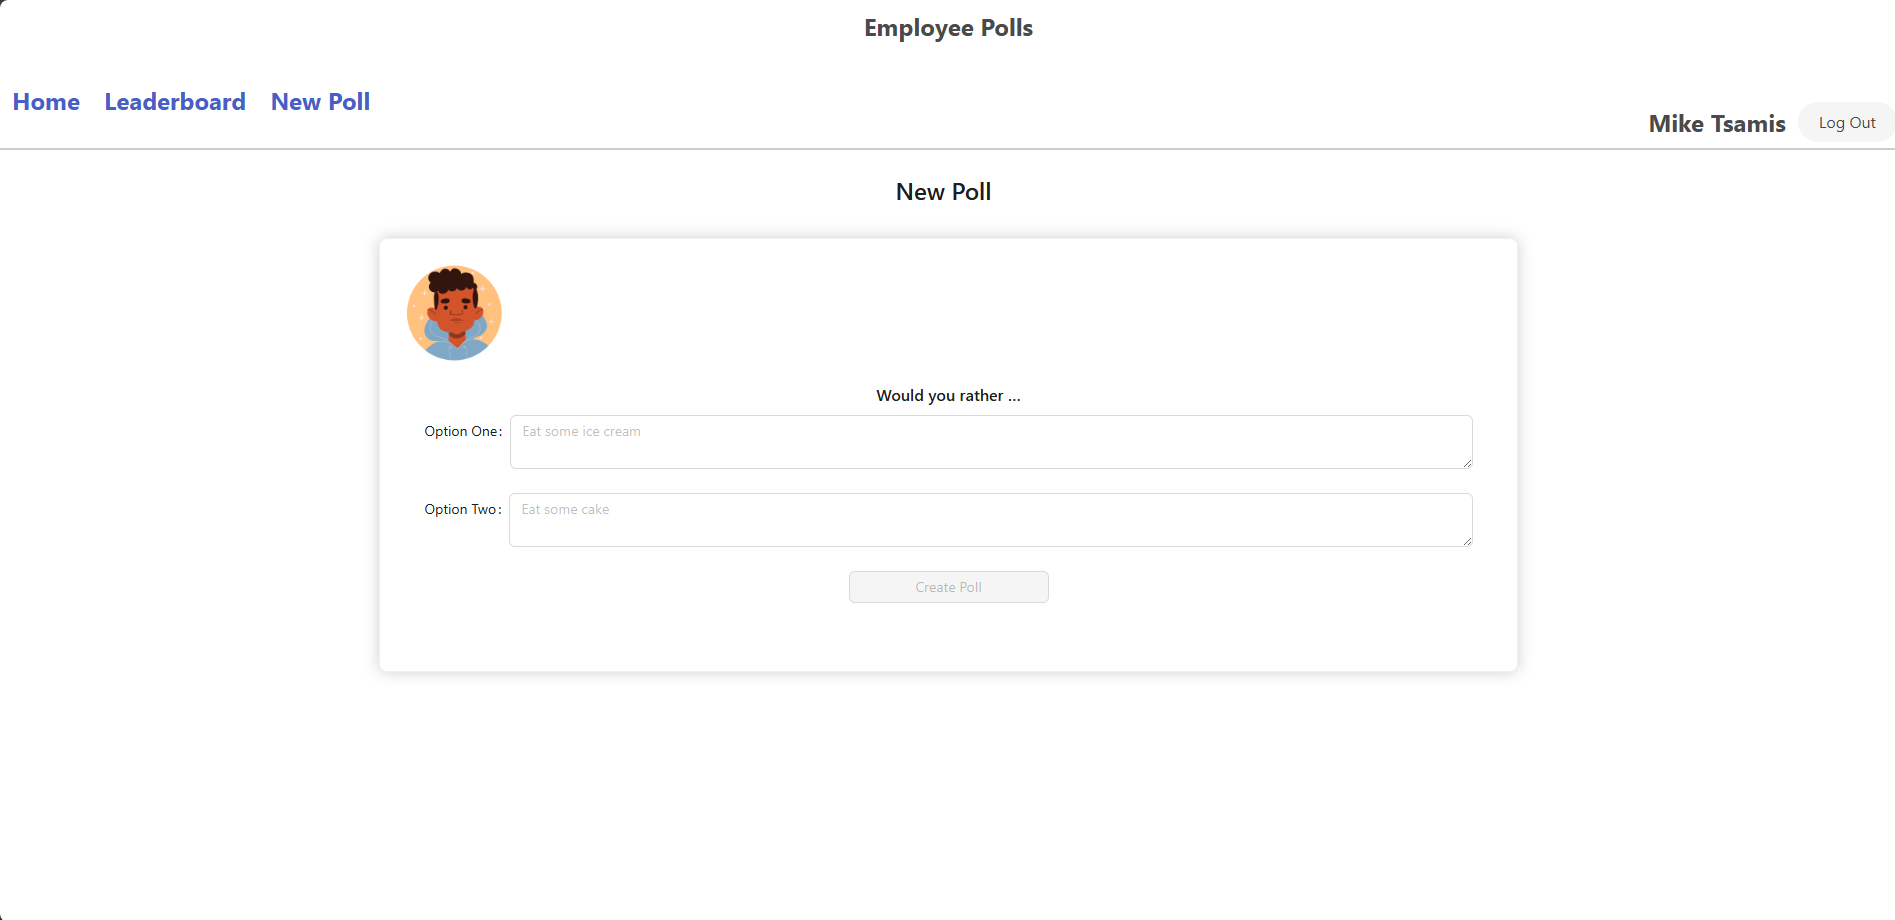 Employee Polls
Home Leaderboard New Poll
Mike Tsamis Log Out
New Poll
Would you rather ...
Option One: Eat some ice cream
Option Two: Eat some cake
Create Poll